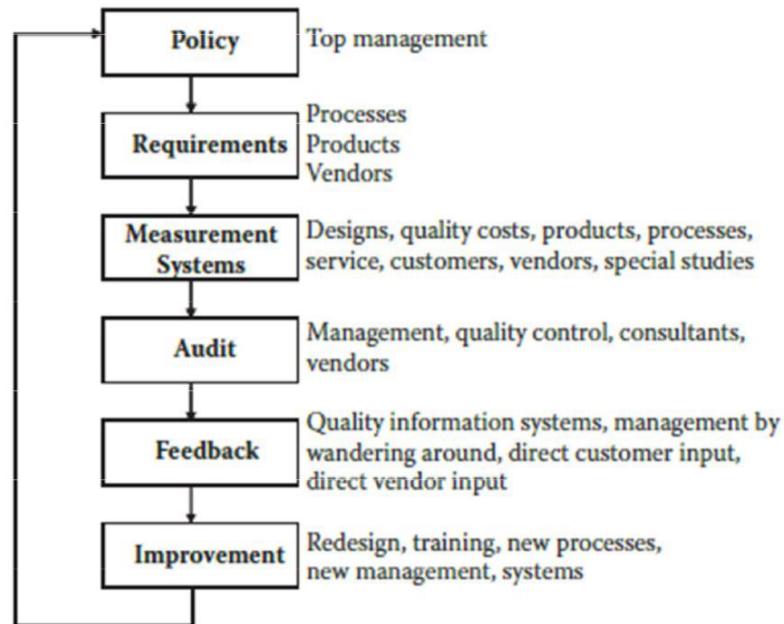 Policy
Top management
Requirements
Processes
Products
Vendors
Measurement
Systems
Designs, quality costs, products, processes,
service, customers, vendors, special studies
Audit
Management, quality control, consultants,
vendors
Feedback
Quality information systems, management by
wandering around, direct customer input,
direct vendor input
Improvement
Redesign, training, new processes,
new management, systems